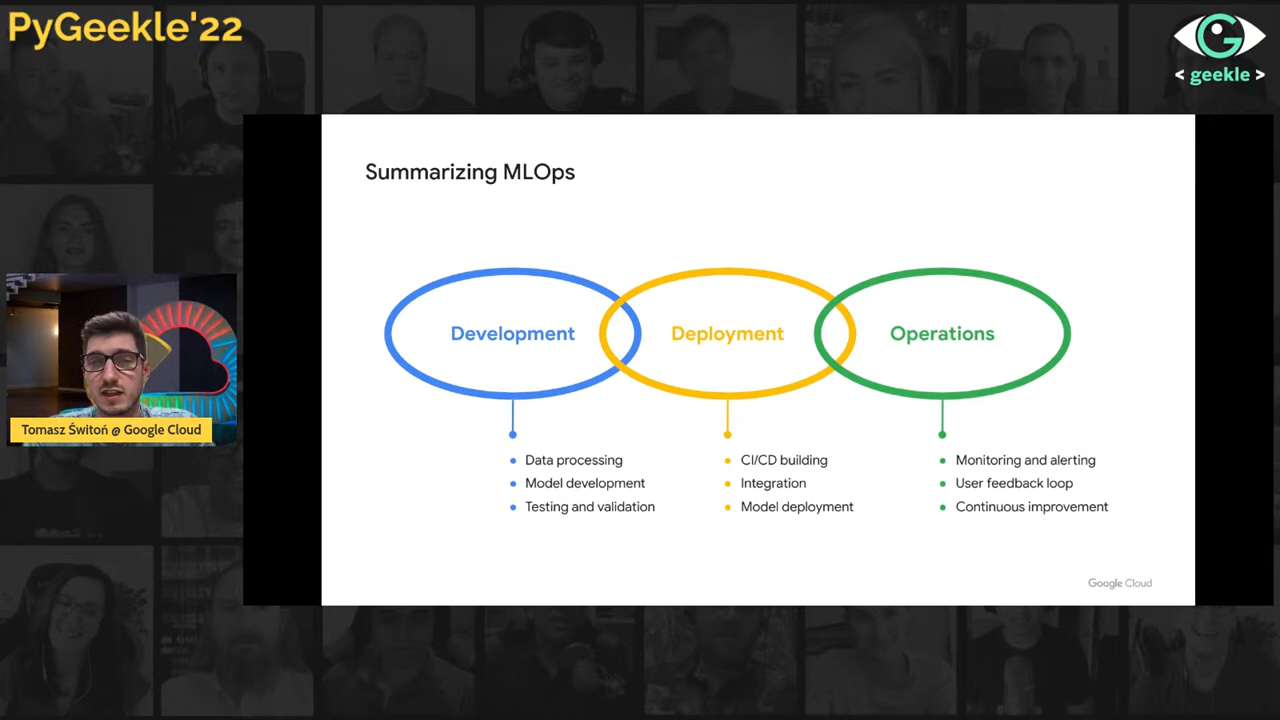 PyGeekle'22
< geekle >
Summarizing MLOps
Development
Deployment
Operations
Data processing
Model development
Testing and validation
CI/CD building
Integration
Model deployment
Monitoring and alerting
User feedback loop
Continuous improvement
Google Cloud
Tomasz Świtoń @ Google Cloud